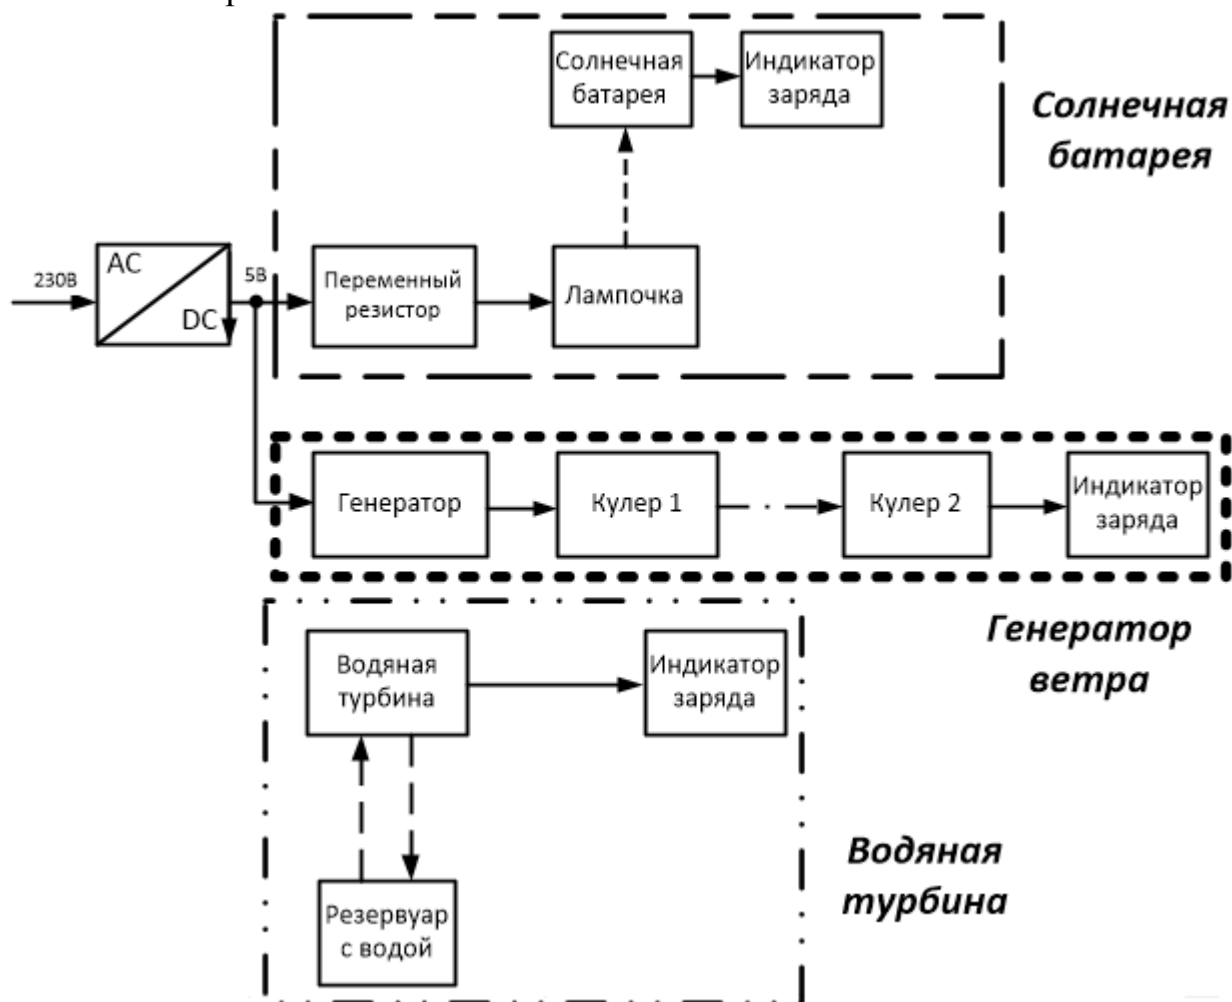 Солнечная
батарея
Индикатор
заряда
Солнечная
батарея
230В
AC
DC
5В
Переменный
резистор
Лампочка
Генератор
Кулер 1
Кулер 2
Индикатор
заряда
Генератор
ветра
Водяная
турбина
Индикатор
заряда
Водяная
турбина
Резервуар
с водой